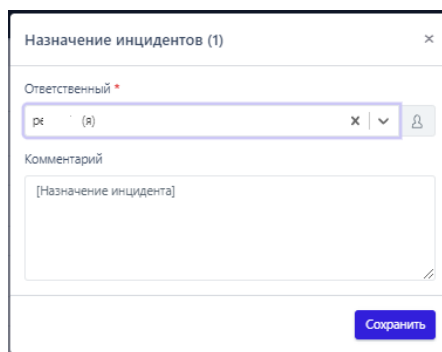 Назначение инцидентов (1)
Ответственный *
(я)
Комментарий
[Назначение инцидента]
Сохранить